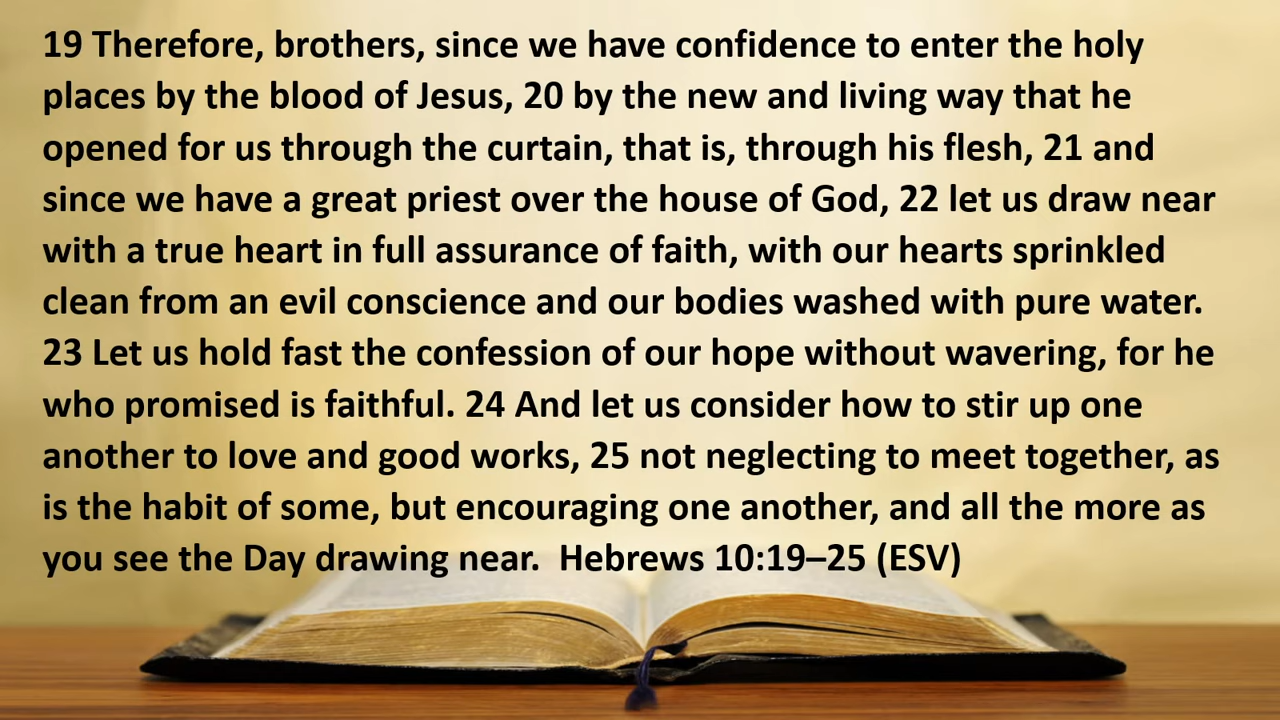 19 Therefore, brothers, since we have confidence to enter the holy
places by the blood of Jesus, 20 by the new and living way that he
opened for us through the curtain, that is, through his flesh, 21 and
since we have a great priest over the house of God, 22 let us draw near
with a true heart in full assurance of faith, with our hearts sprinkled
clean from an evil conscience and our bodies washed with pure water.
23 Let us hold fast the confession of our hope without wavering, for he
who promised is faithful. 24 And let us consider how to stir up one
another to love and good works, 25 not neglecting to meet together, as
is the habit of some, but encouraging one another, and all the more as
you see the Day drawing near.  Hebrews 10:19–25 (ESV)